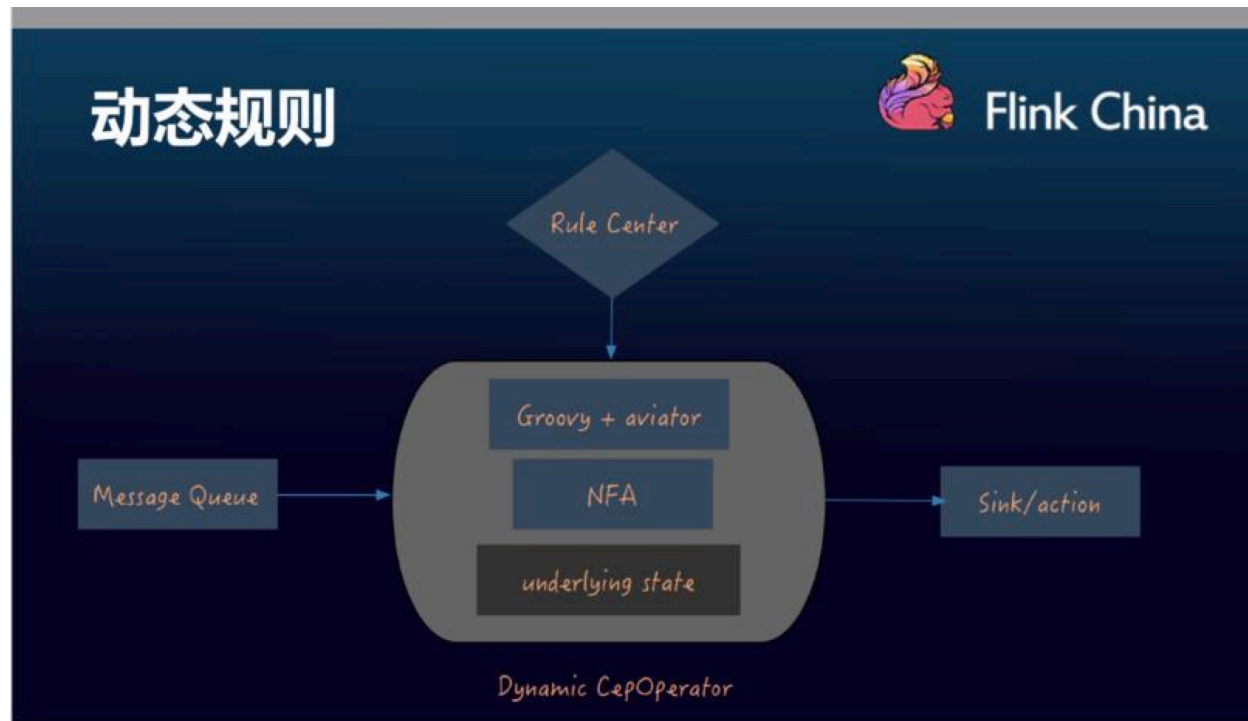 动态规则
Flink China
Rule Center
Groovy + aviator
Message Queue
NFA
Sink/action
underlying state
Dynamic CepOperator